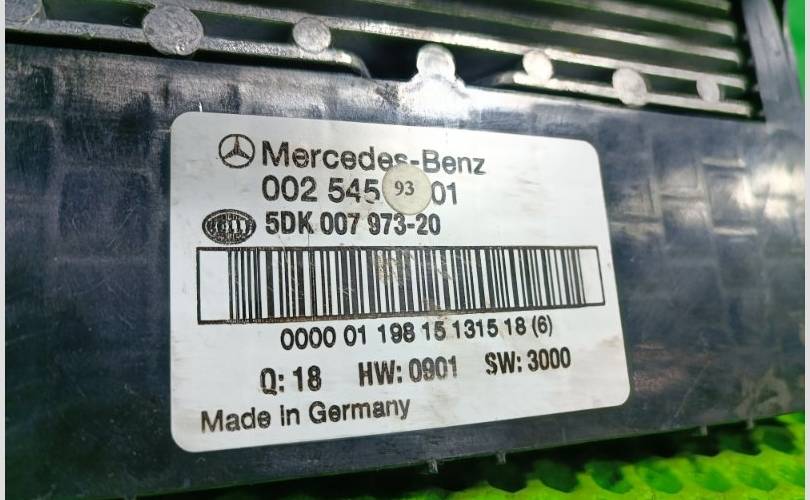 Mercedes-Benz
002 545 93 01
HELLA 5DK 007 973-20
0000 01 198 15 1315 18 (6)
Q: 18 HW: 0901 SW: 3000
Made in Germany